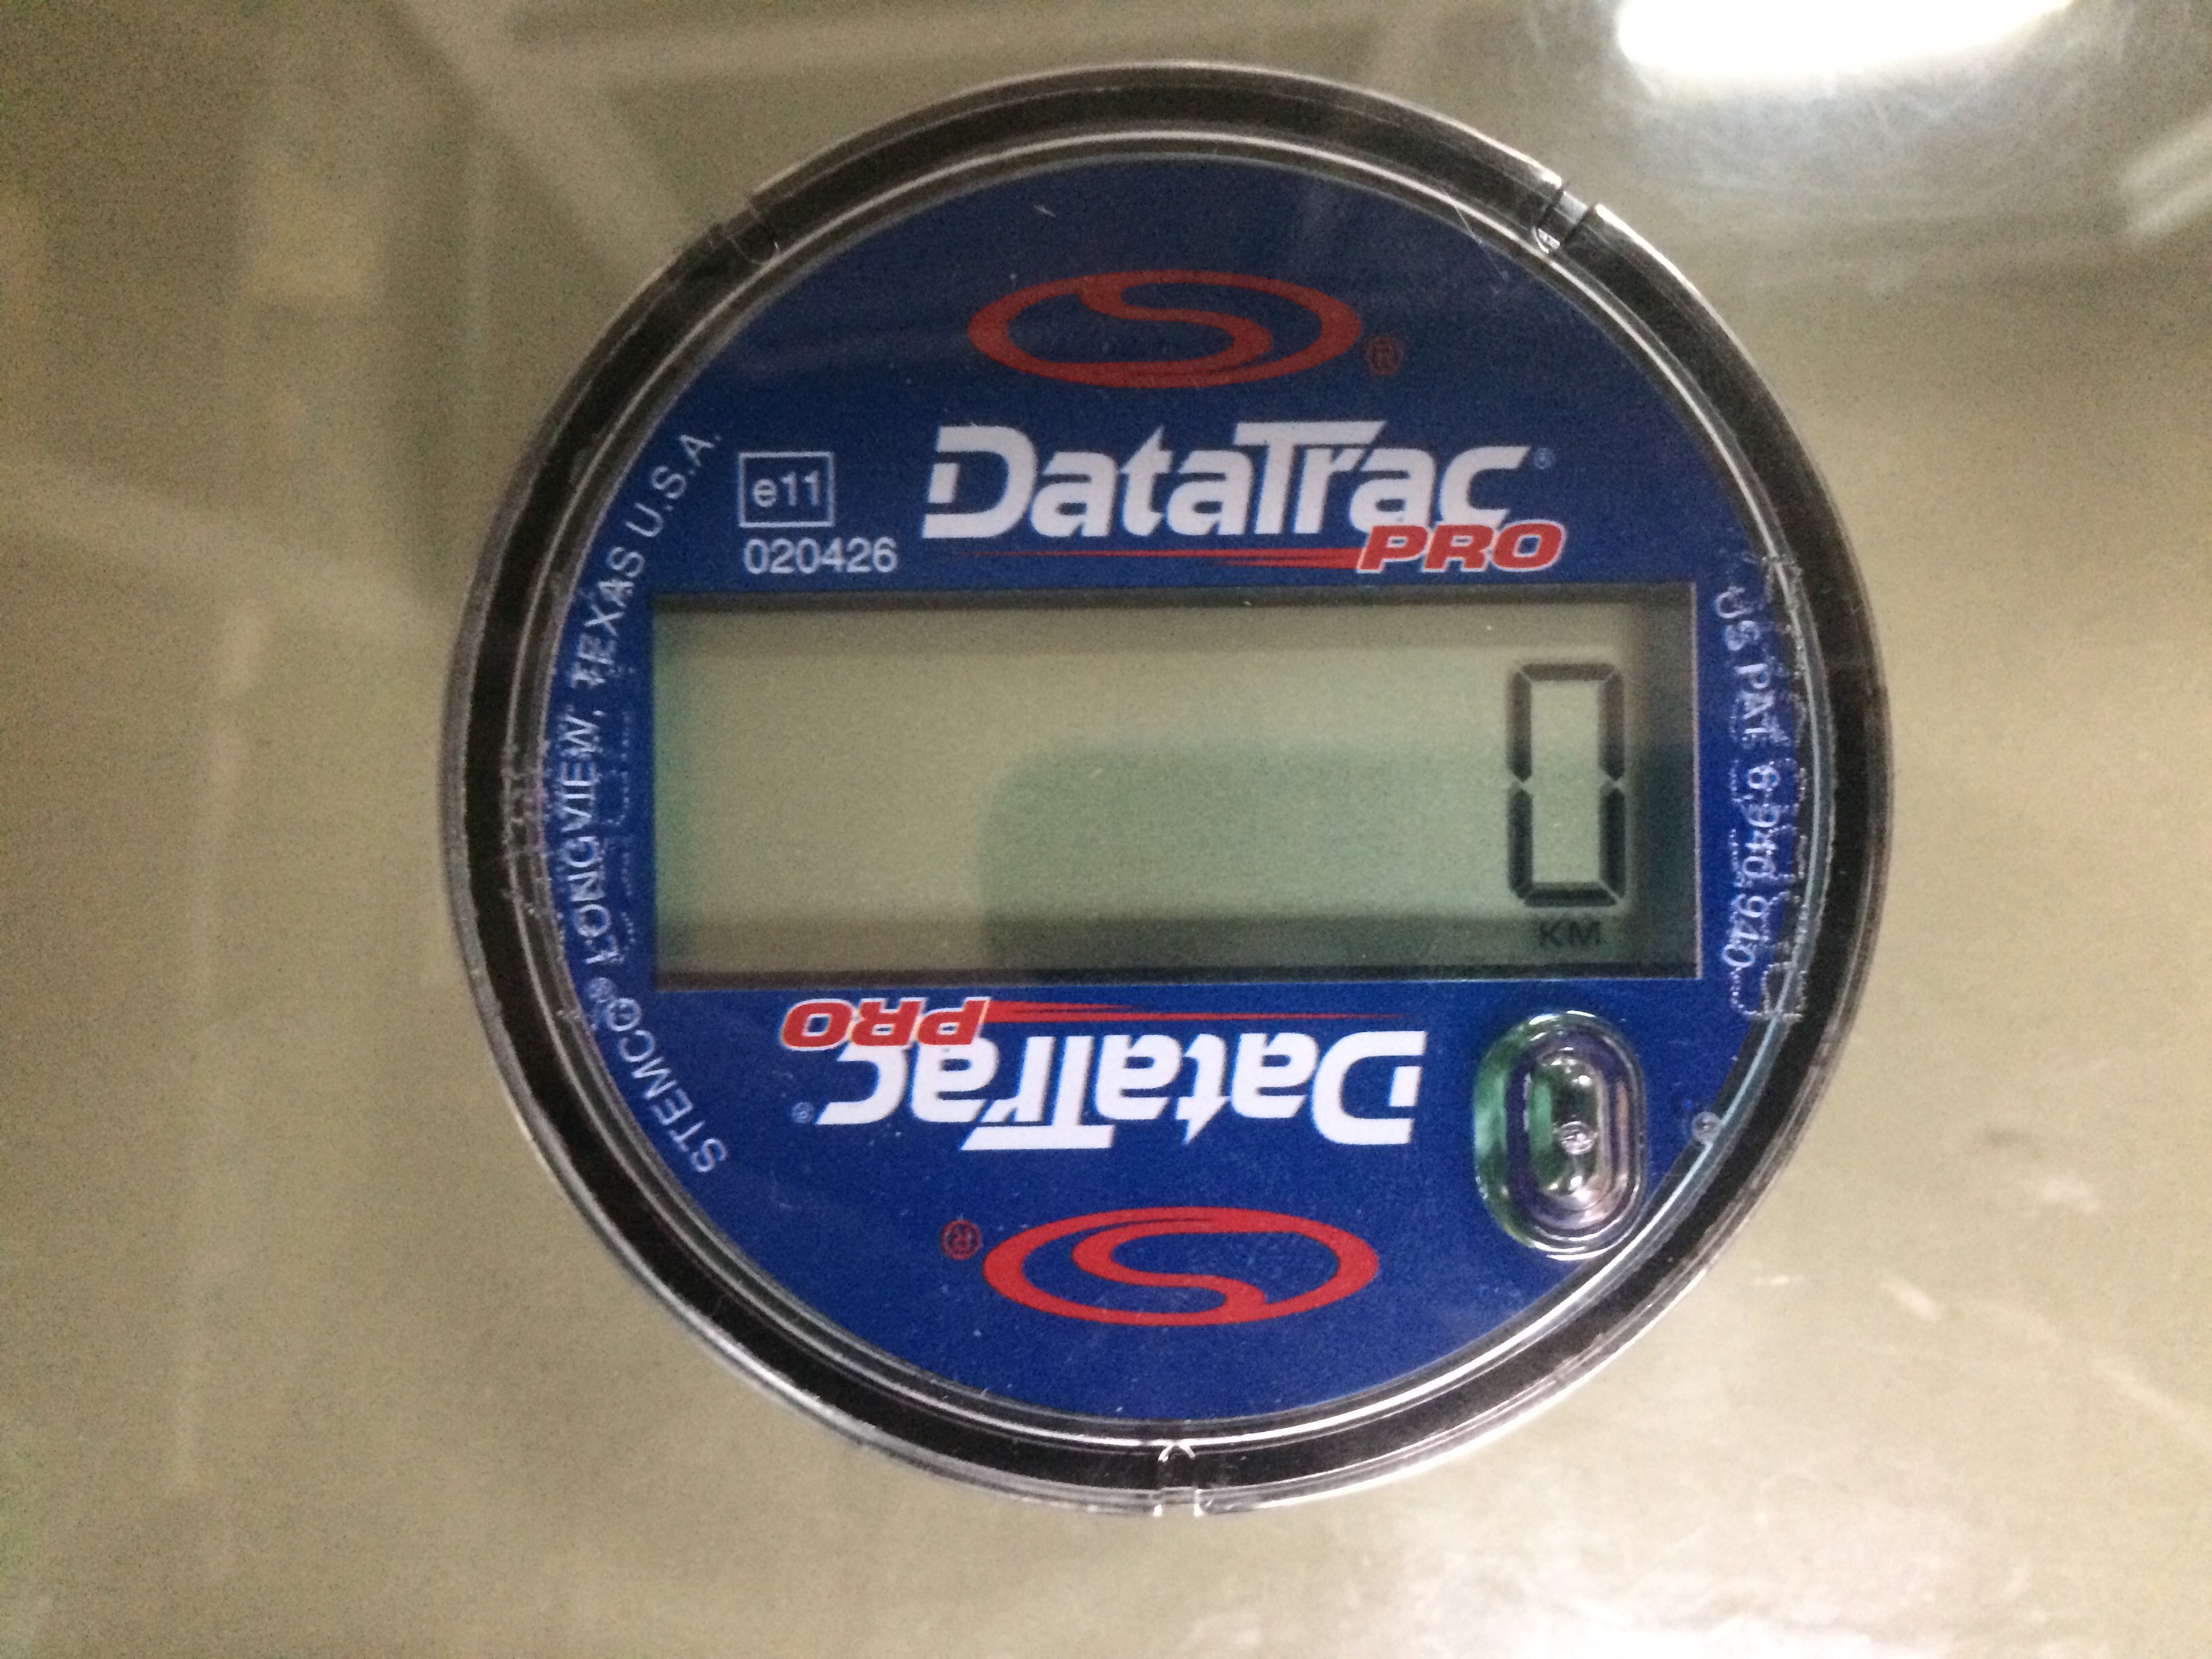 ®
DataTrac®
PRO
e11
020426
STEMCO® LONGVIEW, TEXAS U.S.A.
US PAT. 6,940,940
0
KM
DataTrac®
PRO
®